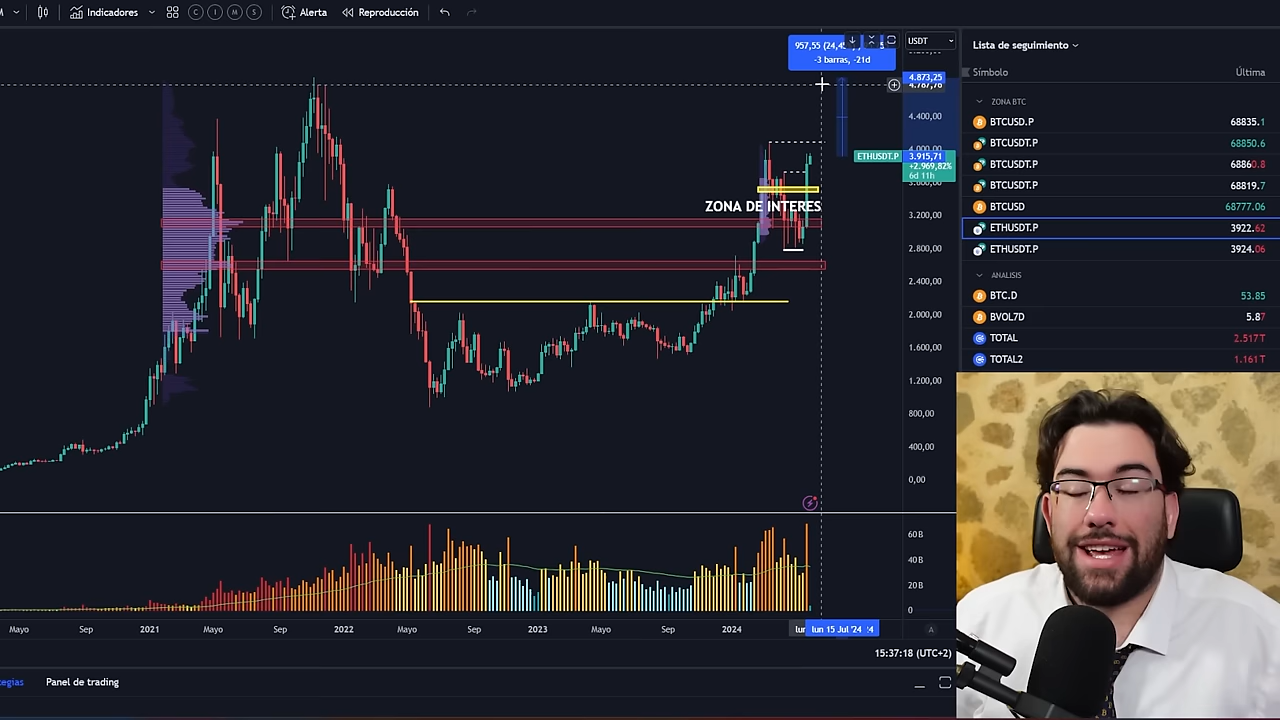 M
Indicadores
C I M S
Alerta
Reproducción
957,55 (24,45
-3 barras, -21d
USDT
4.873,25
4.767,76
4.400,00
4.000,00
ETHUSDT.P
3.915,71
+2.969,82%
6d 11h
3.600,00
ZONA DE INTERES
3.200,00
2.800,00
2.400,00
2.000,00
1.600,00
1.200,00
800,00
400,00
0,00
60 B
40 B
20 B
0
Mayo Sep 2021 Mayo Sep 2022 Mayo Sep 2023 Mayo Sep 2024 lun lun 15 Jul '24 '4 A
15:37:18 (UTC+2)
egias
Panel de trading
Lista de seguimiento
Símbolo Última
ZONA BTC
BTCUSD.P 68835.1
BTCUSDT.P 68850.6
BTCUSDT.P 6886 0.8
BTCUSDT.P 68819.7
BTCUSD 68777.06
ETHUSDT.P 3922.62
ETHUSDT.P 3924.06
ANALISIS
BTC.D 53.85
BVOL7D 5.87
TOTAL 2.517T
TOTAL2 1.161T